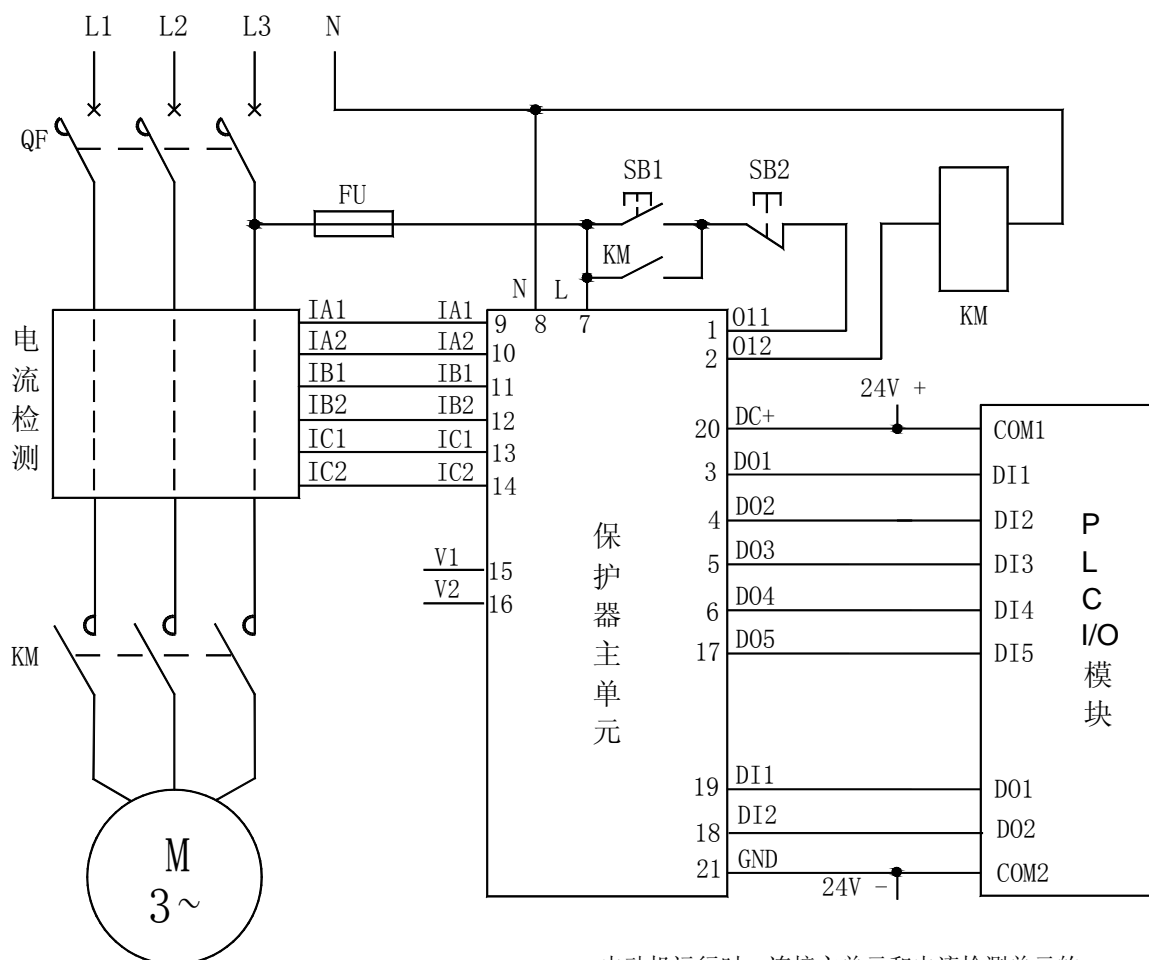 L1 L2 L3 N
QF
FU
SB1 SB2
KM
KM
N L
8 7
电流检测
IA1 IA1 9
IA2 IA2 10
IB1 IB1 11
IB2 IB2 12
IC1 IC1 13
IC2 IC2 14
V1 15
V2 16
保护器主单元
1 011
2 012
24V +
20 DC+ COM1
3 DO1 DI1
4 DO2 DI2
5 DO3 DI3
6 DO4 DI4
17 DO5 DI5
PLC I/O 模块
19 DI1 DO1
18 DI2 DO2
21 GND COM2
24V -
KM
M
3~